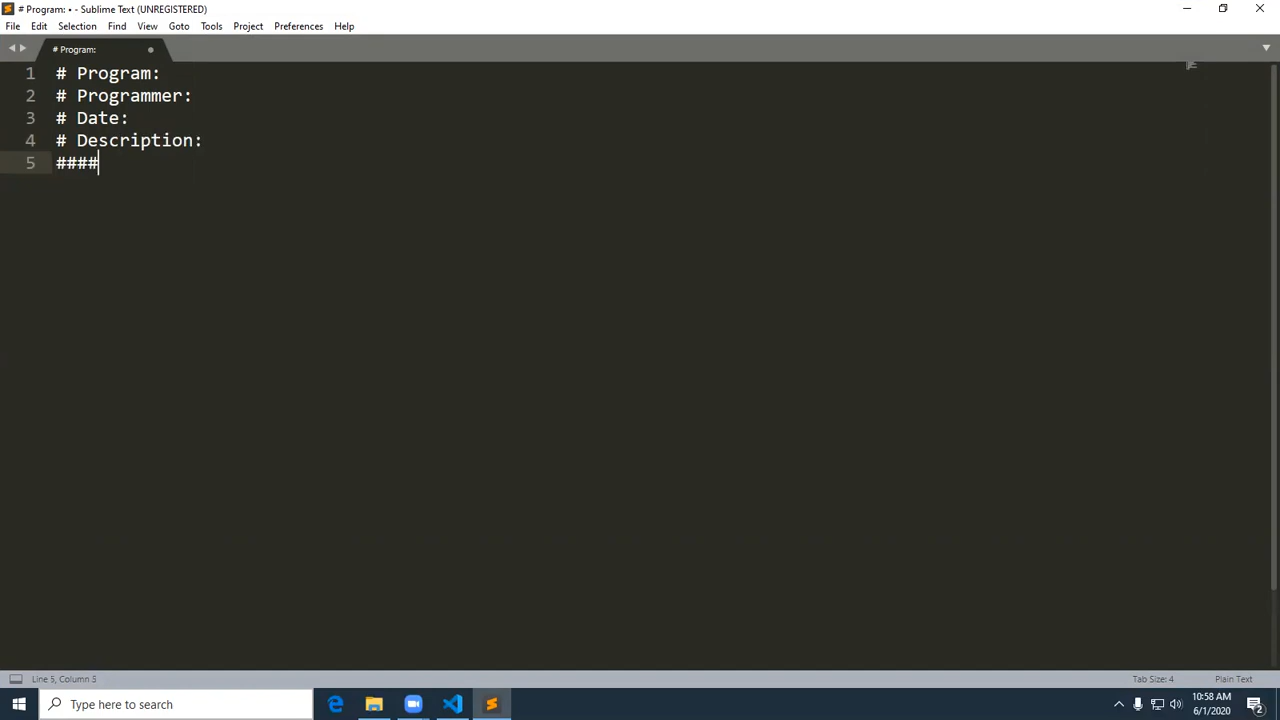 # Program: • - Sublime Text (UNREGISTERED)
File Edit Selection Find View Goto Tools Project Preferences Help
# Program:
1 # Program:
2 # Programmer:
3 # Date:
4 # Description:
5 ####
Line 5, Column 5 Tab Size: 4 Plain Text
Type here to search
10:58 AM
6/1/2020
2